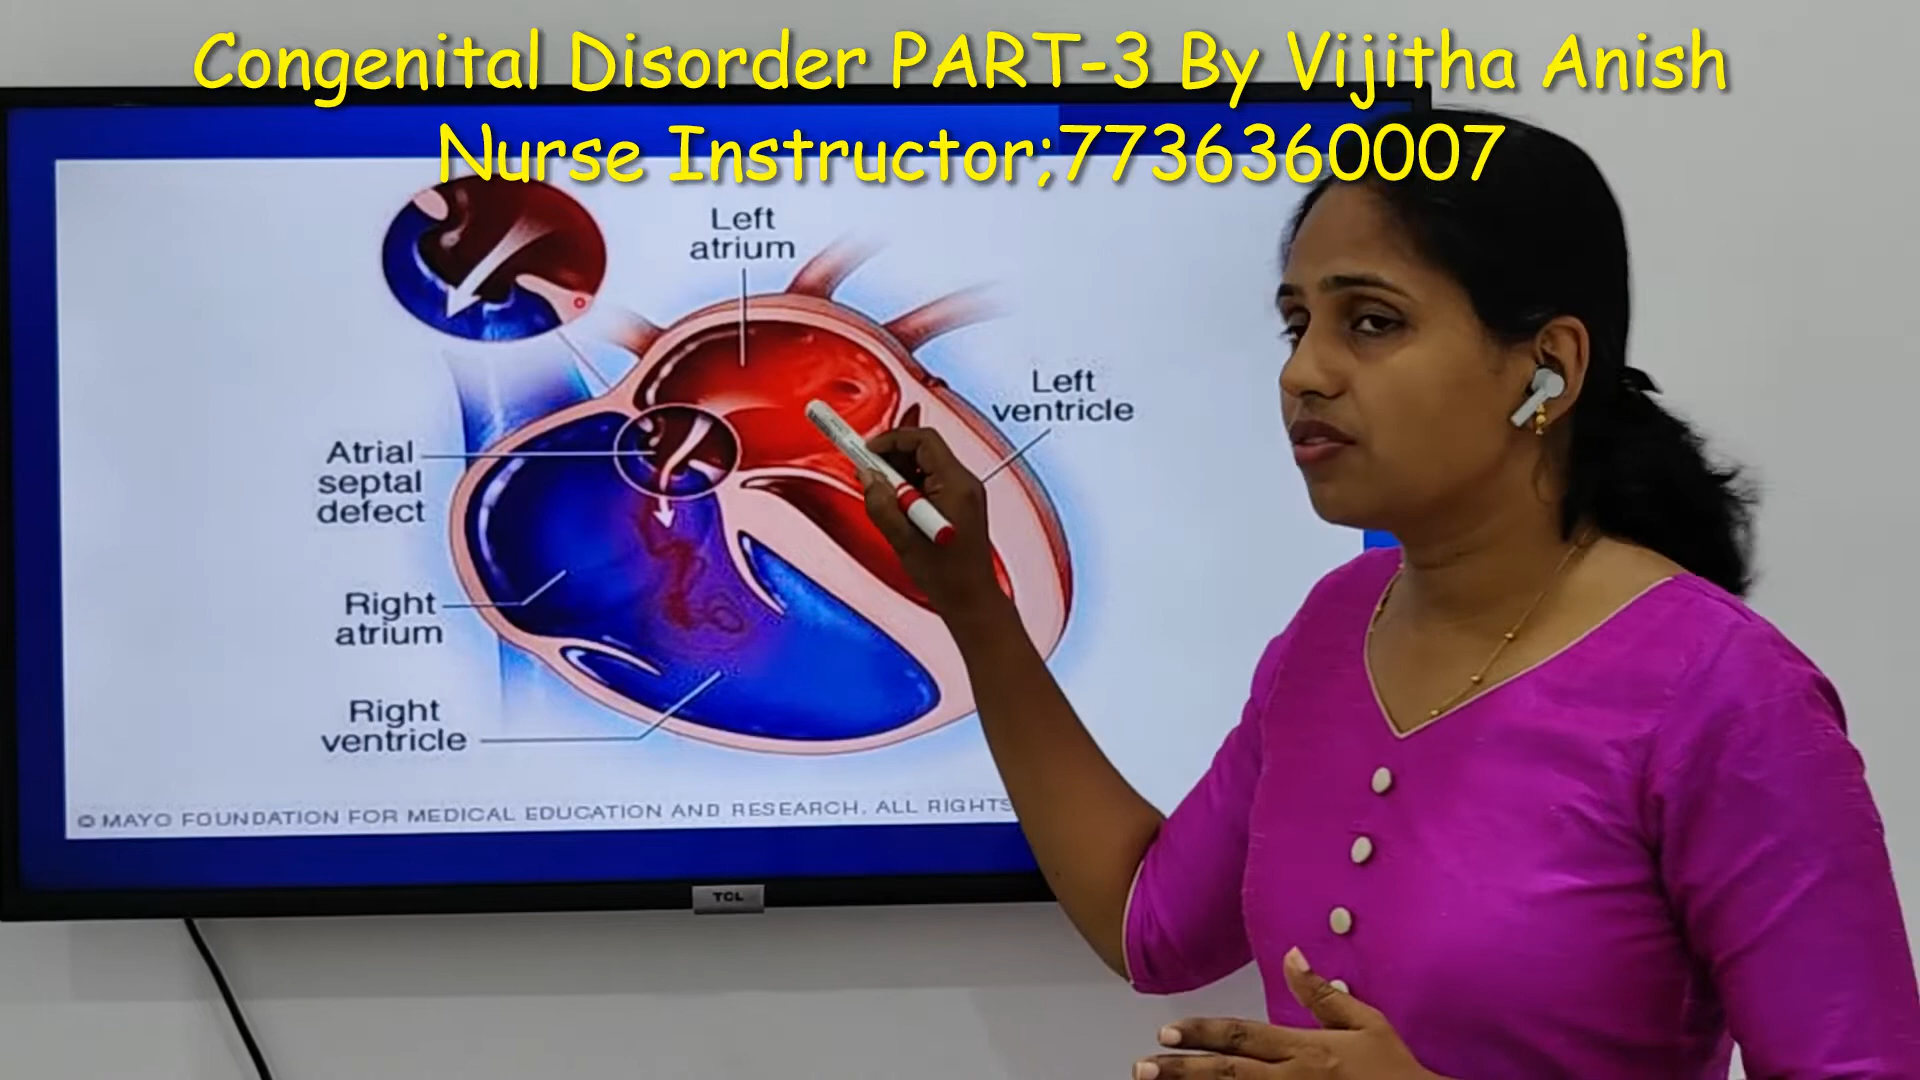 Congenital Disorder PART-3 By Vijitha Anish
Nurse Instructor;7736360007
Left
atrium
Left
ventricle
Atrial
septal
defect
Right
atrium
Right
ventricle
© MAYO FOUNDATION FOR MEDICAL EDUCATION AND RESEARCH. ALL RIGHTS
TCL